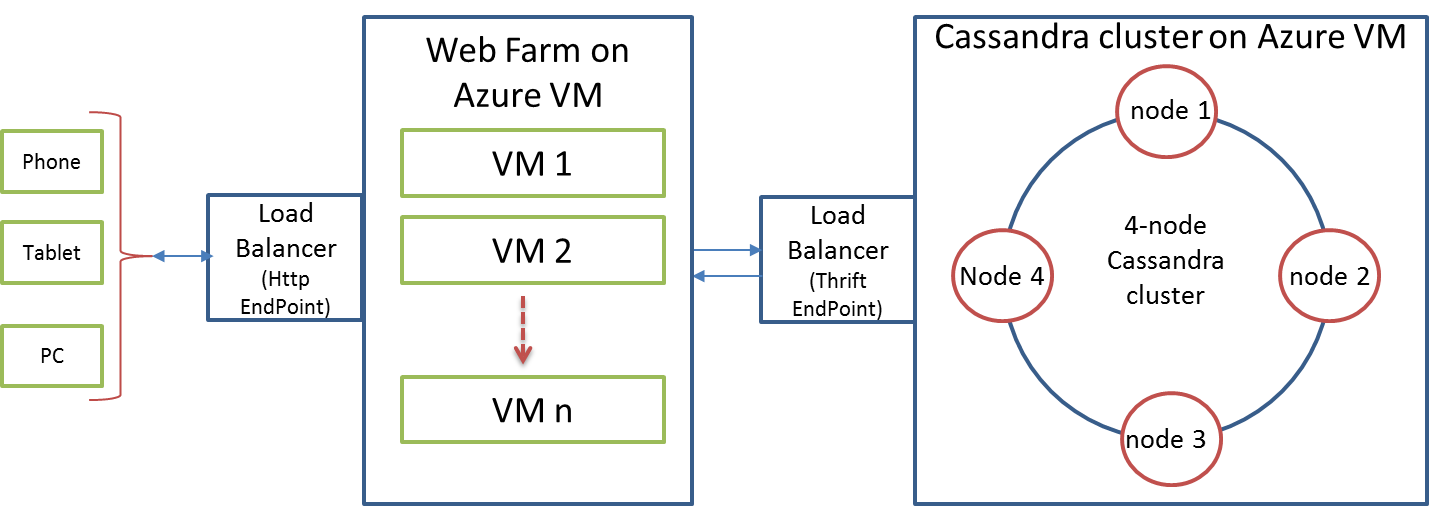 Phone
Tablet
PC
Load
Balancer
(Http
EndPoint)
Web Farm on
Azure VM
VM 1
VM 2
VM n
Load
Balancer
(Thrift
EndPoint)
Cassandra cluster on Azure VM
node 1
4-node
Cassandra
cluster
Node 4
node 2
node 3